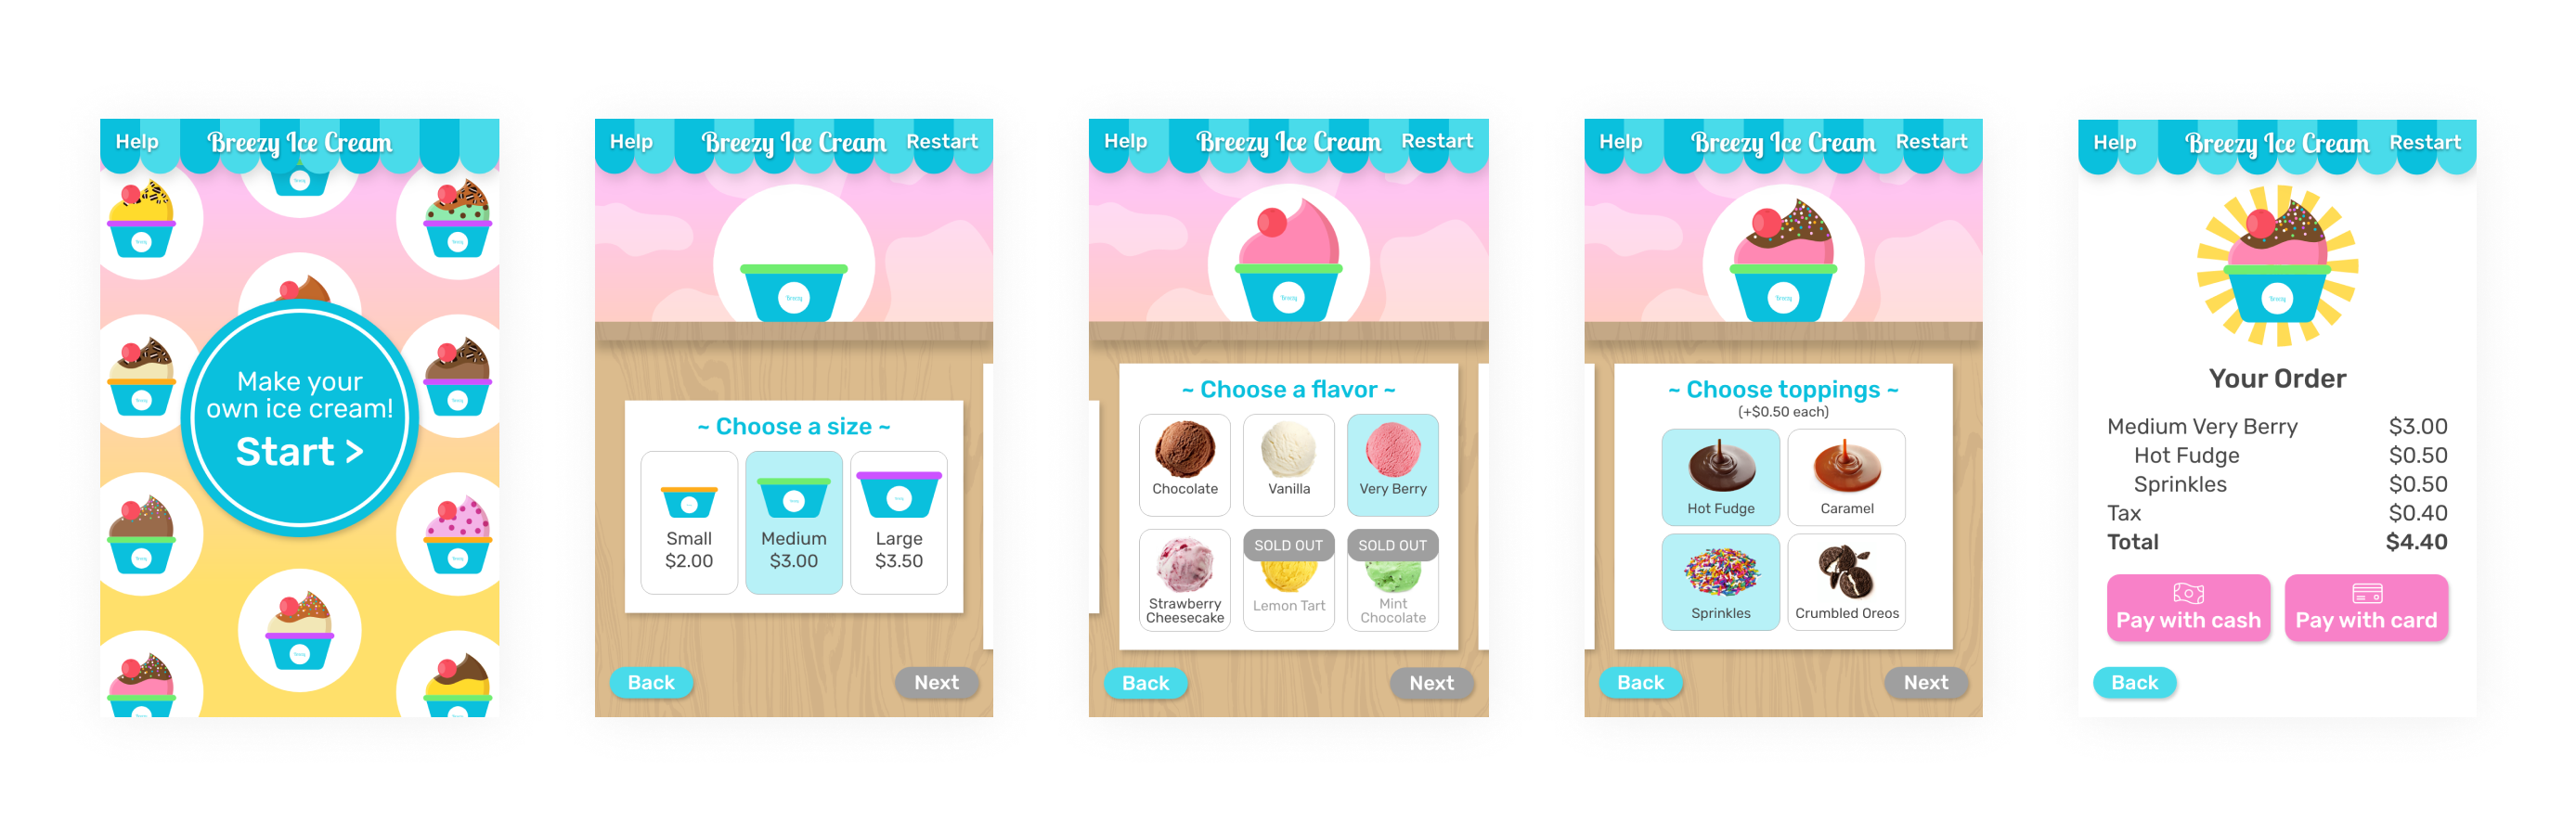 Help
Breezy Ice Cream
Make your
own ice cream!
Start >
Help
Breezy Ice Cream
Restart
Breezy
~ Choose a size ~
Small
$2.00
Medium
$3.00
Large
$3.50
Back
Next
Help
Breezy Ice Cream
Restart
Breezy
~ Choose a flavor ~
Chocolate
Vanilla
Very Berry
Strawberry
Cheesecake
SOLD OUT
Lemon Tart
SOLD OUT
Mint
Chocolate
Back
Next
Help
Breezy Ice Cream
Restart
Breezy
~ Choose toppings ~
(+$0.50 each)
Hot Fudge
Caramel
Sprinkles
Crumbled Oreos
Back
Next
Help
Breezy Ice Cream
Restart
Breezy
Your Order
Medium Very Berry $3.00
Hot Fudge $0.50
Sprinkles $0.50
Tax $0.40
Total $4.40
Pay with cash
Pay with card
Back